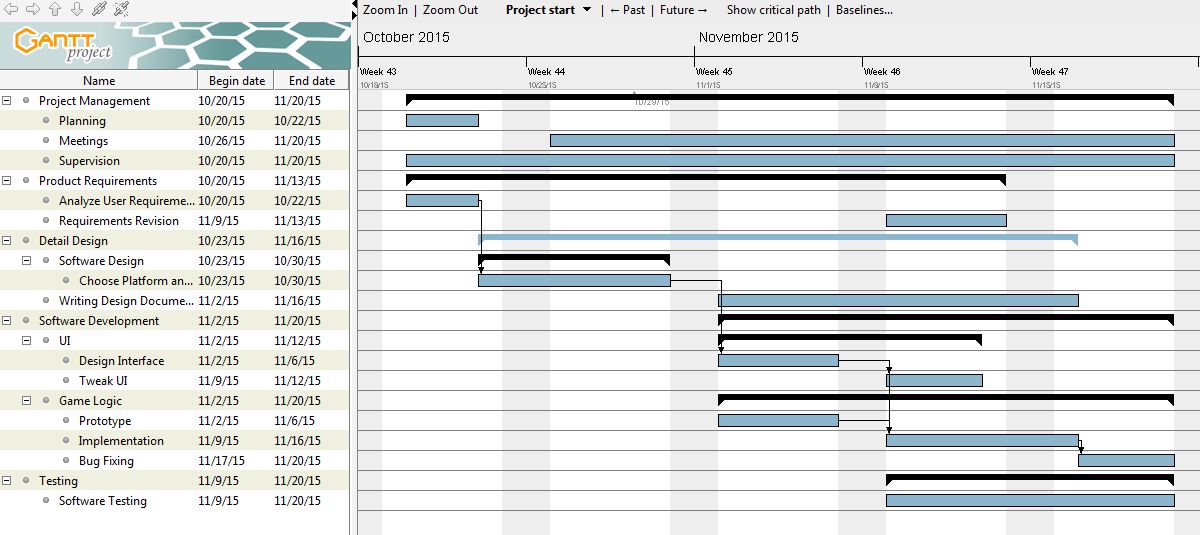 Zoom In | Zoom Out Project start | ← Past | Future → Show critical path | Baselines...
GANTT project
October 2015 November 2015
Week 43 Week 44 Week 45 Week 46 Week 47
Name Begin date End date
10/18/15 10/25/15 11/1/15
10/29/15
Project Management 10/20/15 11/20/15
Planning 10/20/15 10/22/15
Meetings 10/26/15 11/20/15
Supervision 10/20/15 11/20/15
Product Requirements 10/20/15 11/13/15
Analyze User Requireme... 10/20/15 10/22/15
Requirements Revision 11/9/15 11/13/15
Detail Design 10/23/15 11/16/15
Software Design 10/23/15 10/30/15
Choose Platform an... 10/23/15 10/30/15
Writing Design Docume... 11/2/15 11/16/15
Software Development 11/2/15 11/20/15
UI 11/2/15 11/12/15
Design Interface 11/2/15 11/6/15
Tweak UI 11/9/15 11/12/15
Game Logic 11/2/15 11/20/15
Prototype 11/2/15 11/6/15
Implementation 11/9/15 11/16/15
Bug Fixing 11/17/15 11/20/15
Testing 11/9/15 11/20/15
Software Testing 11/9/15 11/20/15